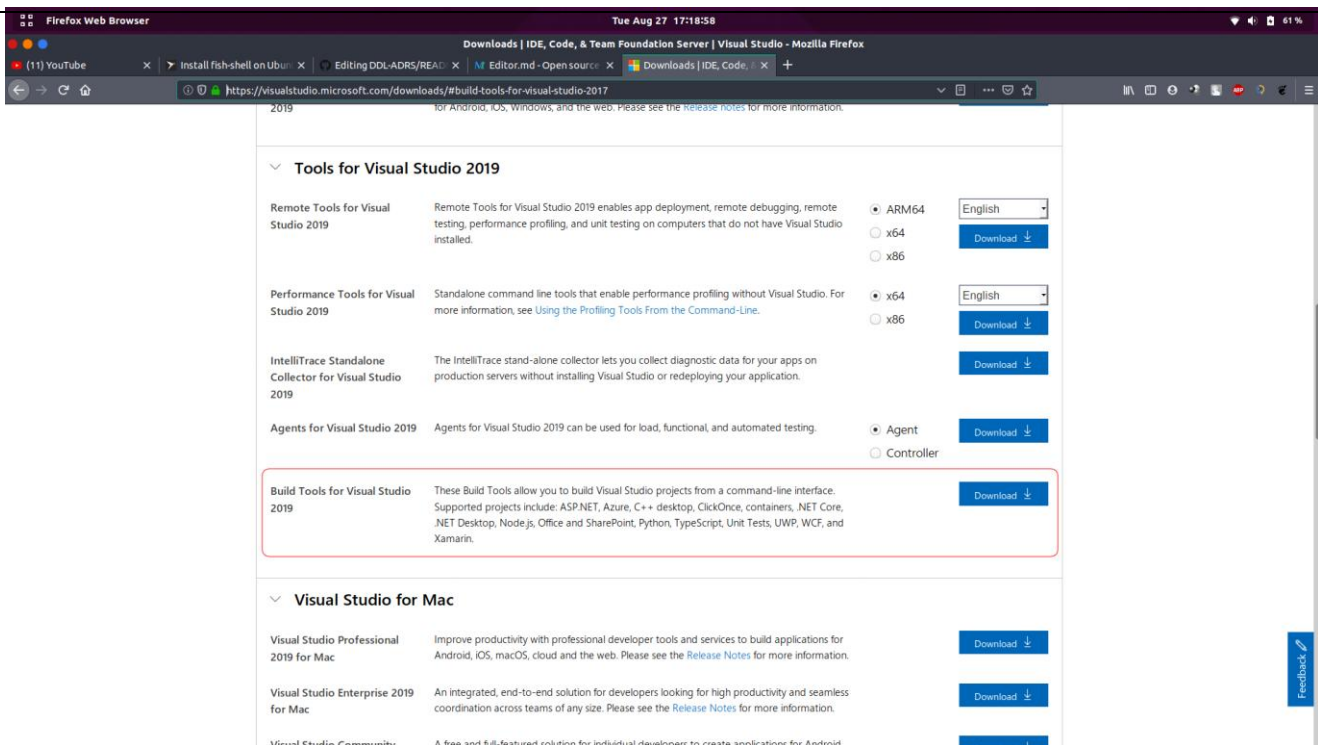 Firefox Web Browser
Tue Aug 27 17:18:58
61 %
Downloads | IDE, Code, & Team Foundation Server | Visual Studio - Mozilla Firefox
(11) YouTube
Install fish-shell on Ubun
Editing DDL-ADRS/READ
Editor.md - Open source
Downloads | IDE, Code,
https://visualstudio.microsoft.com/downloads/#build-tools-for-visual-studio-2017
2019
for Android, iOS, Windows, and the web. Please see the Release notes for more information.
Tools for Visual Studio 2019
Remote Tools for Visual
Studio 2019
Remote Tools for Visual Studio 2019 enables app deployment, remote debugging, remote
testing, performance profiling, and unit testing on computers that do not have Visual Studio
installed.
ARM64
x64
x86
English
Download
Performance Tools for Visual
Studio 2019
Standalone command line tools that enable performance profiling without Visual Studio. For
more information, see Using the Profiling Tools From the Command-Line.
x64
x86
English
Download
IntelliTrace Standalone
Collector for Visual Studio
2019
The IntelliTrace stand-alone collector lets you collect diagnostic data for your apps on
production servers without installing Visual Studio or redeploying your application.
Download
Agents for Visual Studio 2019
Agents for Visual Studio 2019 can be used for load, functional, and automated testing.
Agent
Controller
Download
Build Tools for Visual Studio
2019
These Build Tools allow you to build Visual Studio projects from a command-line interface.
Supported projects include: ASP.NET, Azure, C++ desktop, ClickOnce, containers, .NET Core,
.NET Desktop, Node.js, Office and SharePoint, Python, TypeScript, Unit Tests, UWP, WCF, and
Xamarin.
Download
Visual Studio for Mac
Visual Studio Professional
2019 for Mac
Improve productivity with professional developer tools and services to build applications for
Android, iOS, macOS, cloud and the web. Please see the Release Notes for more information.
Download
Visual Studio Enterprise 2019
for Mac
An integrated, end-to-end solution for developers looking for high productivity and seamless
coordination across teams of any size. Please see the Release Notes for more information.
Download
Feedback
Visual Studio Community
A free and full-featured solution for individual developers to create applications for Android,